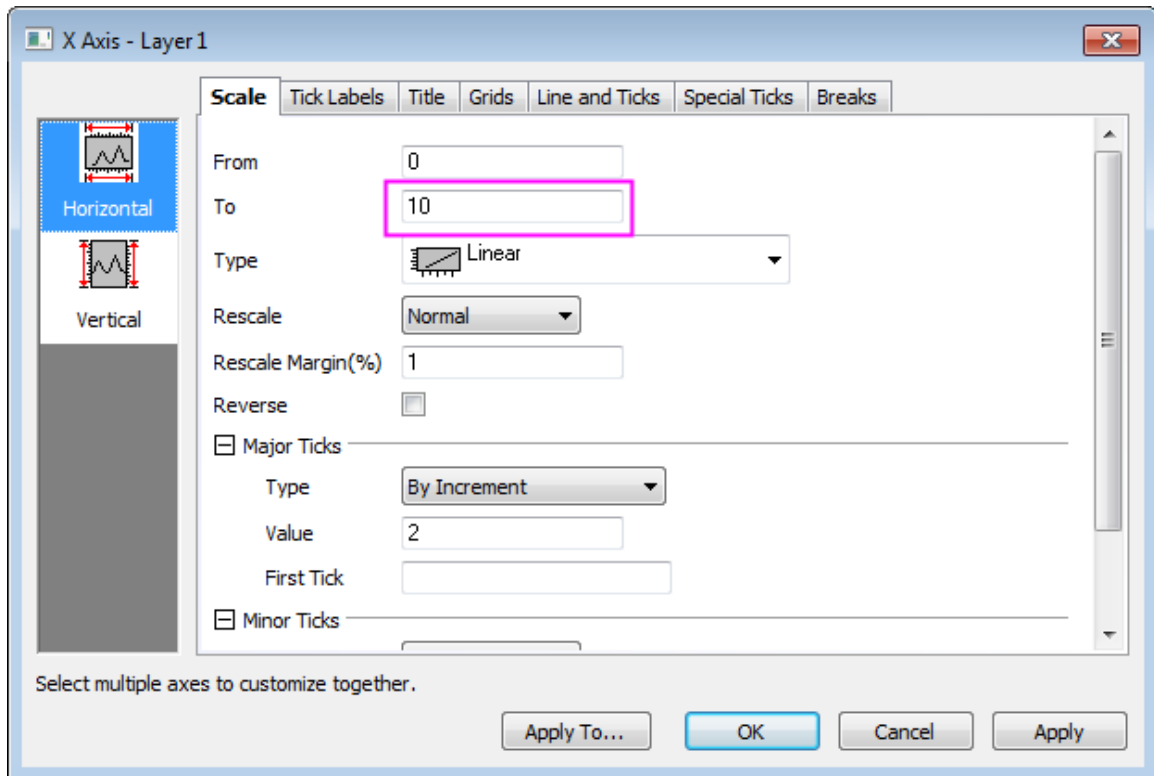 X Axis - Layer1
Scale Tick Labels Title Grids Line and Ticks Special Ticks Breaks
Horizontal
Vertical
From 0
To 10
Type Linear
Rescale Normal
Rescale Margin(%) 1
Reverse
Major Ticks
Type By Increment
Value 2
First Tick
Minor Ticks
Select multiple axes to customize together.
Apply To... OK Cancel Apply